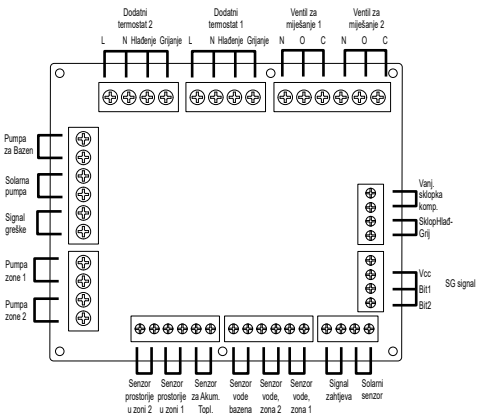 Dodatni
termostat 2
Dodatni
termostat 1
Ventil za
miješanje 1
Ventil za
miješanje 2
L N Hlađenje Grijanje L N Hlađenje Grijanje N O C N O C
Pumpa
za Bazen
Solarna
pumpa
Signal
greške
Pumpa
zone 1
Pumpa
zone 2
Vanj.
sklopka
komp.
SklopHlađ-
Grij
Vcc
Bit1
Bit2
SG signal
Senzor
prostorije
u zoni 2
Senzor
prostorije
u zoni 1
Senzor
za Akum.
Topl.
Senzor
vode
bazena
Senzor
vode,
zona 2
Senzor
vode,
zona 1
Signal
zahtjeva
Solarni
senzor